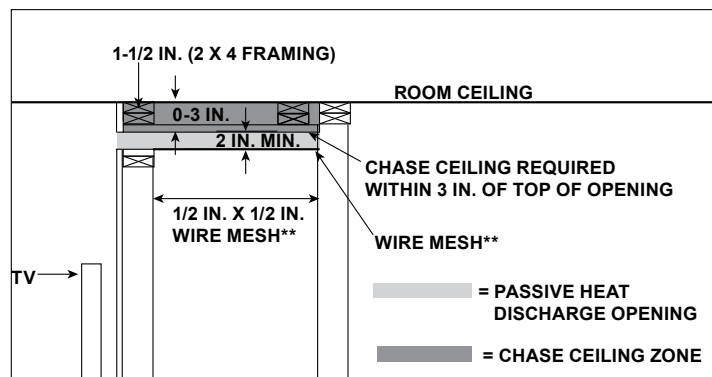 1-1/2 IN. (2 X 4 FRAMING)
ROOM CEILING
0-3 IN.
2 IN. MIN.
CHASE CEILING REQUIRED
WITHIN 3 IN. OF TOP OF OPENING
1/2 IN. X 1/2 IN.
WIRE MESH**
WIRE MESH**
TV
= PASSIVE HEAT
DISCHARGE OPENING
= CHASE CEILING ZONE